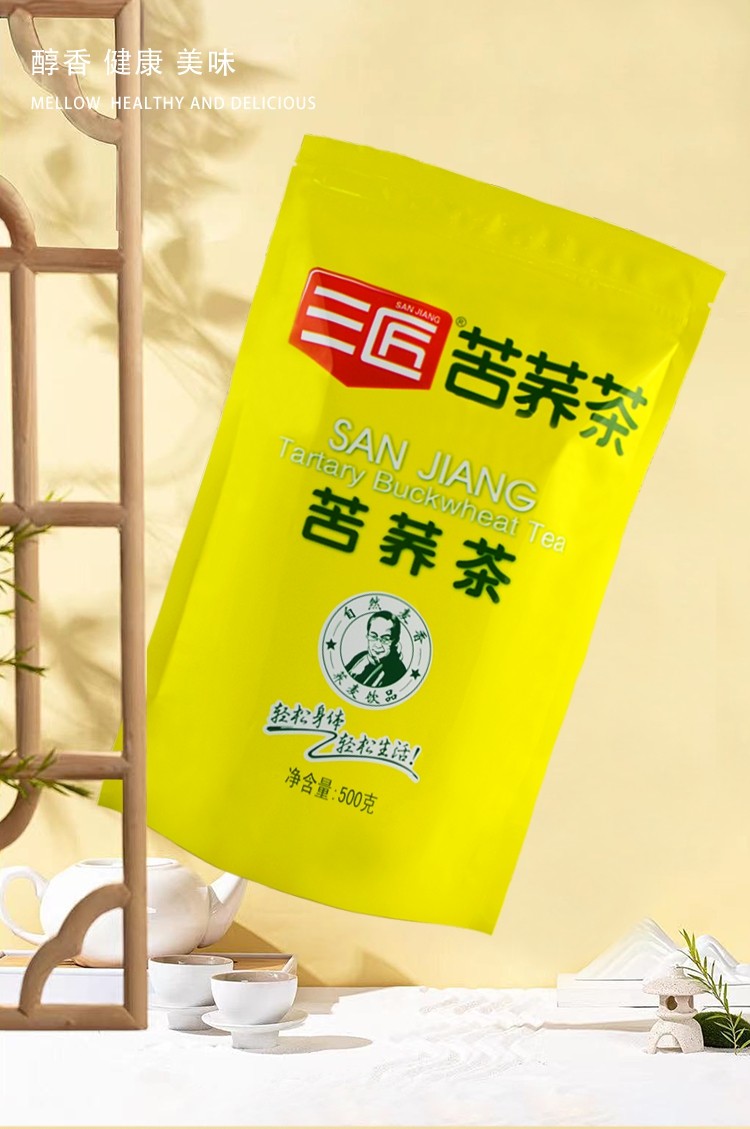 醇香 健康 美味
MELLOW HEALTHY AND DELICIOUS
SAN JIANG
三匠® 苦荞茶
SAN JIANG
Tartary Buckwheat Tea
苦荞茶
自然麦香
荞麦饮品
轻松身体
轻松生活!
净含量:500克